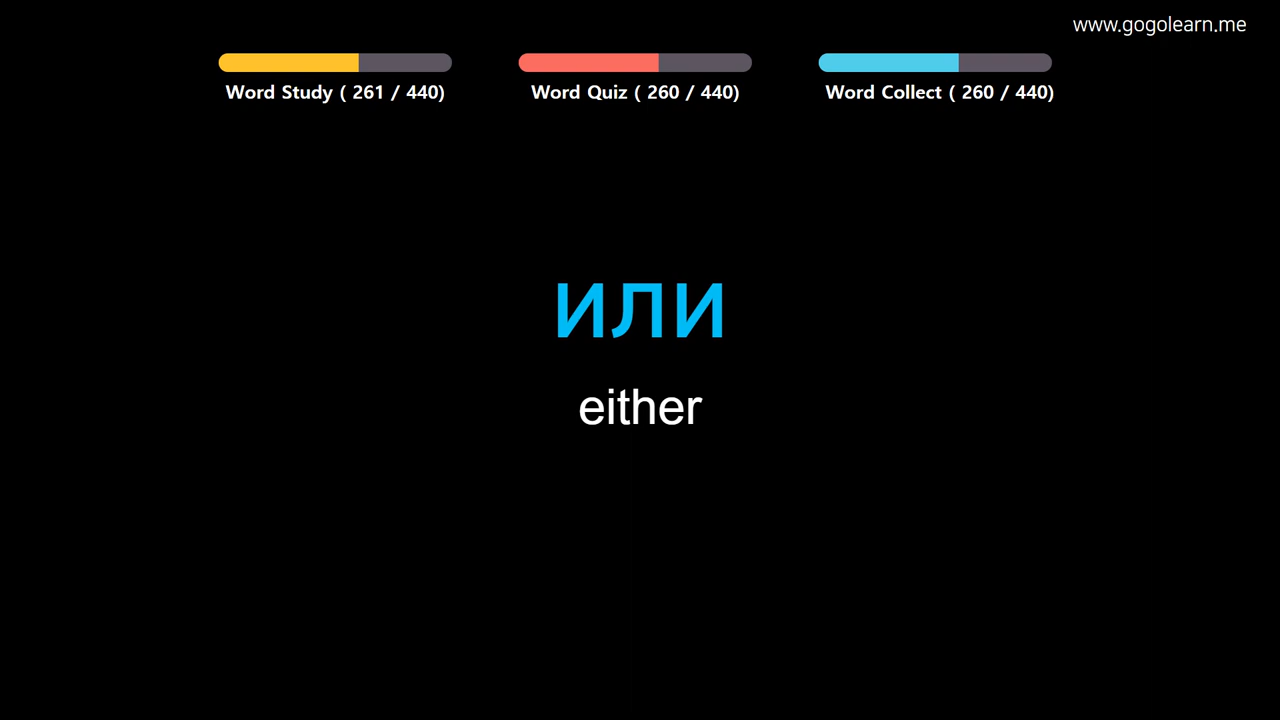 www.gogolearn.me
Word Study ( 261 / 440)
Word Quiz ( 260 / 440)
Word Collect ( 260 / 440)
или
either